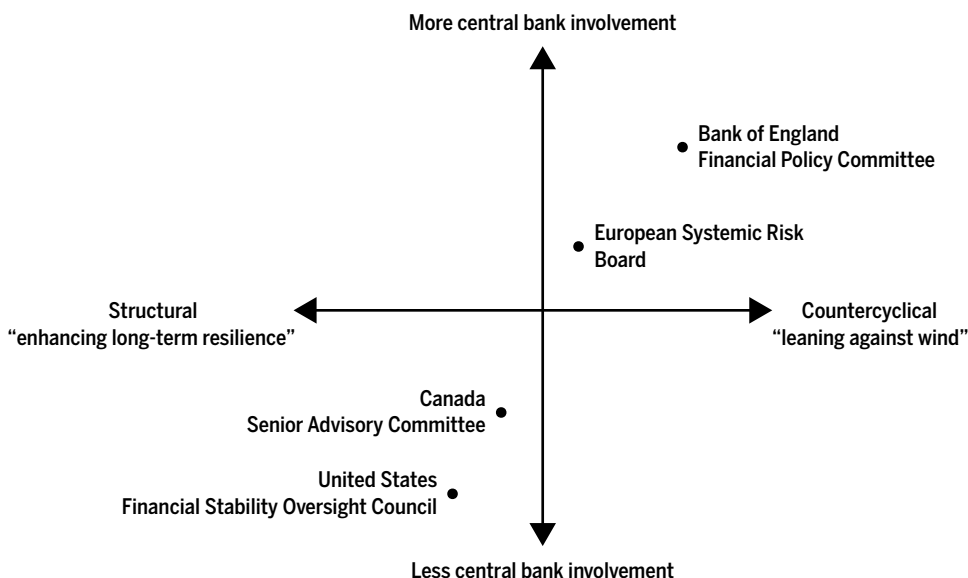 More central bank involvement
Bank of England
Financial Policy Committee
European Systemic Risk
Board
Structural
“enhancing long-term resilience”
Countercyclical
“leaning against wind”
Canada
Senior Advisory Committee
United States
Financial Stability Oversight Council
Less central bank involvement